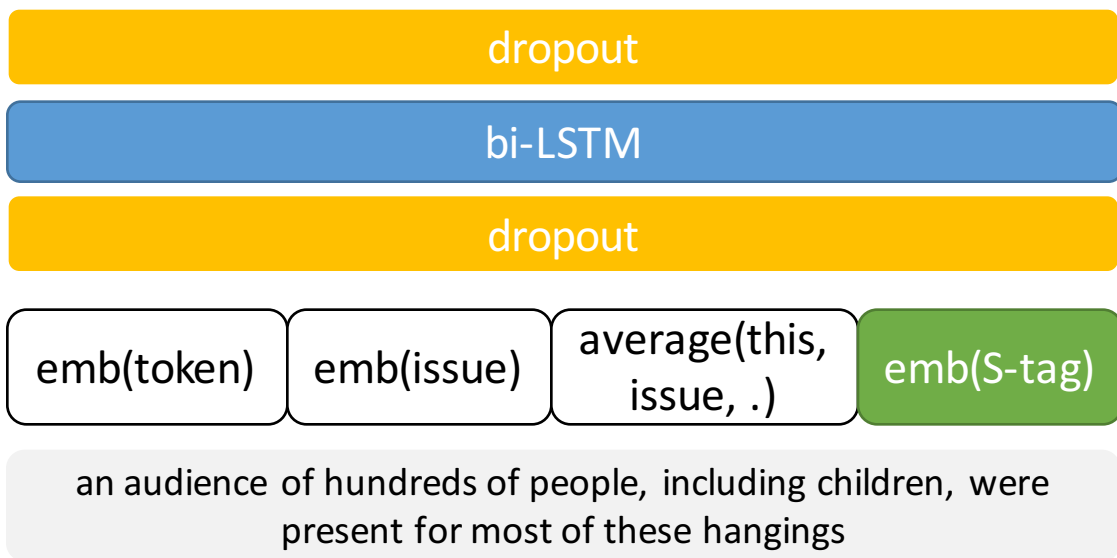 dropout
bi-LSTM
dropout
emb(token)
emb(issue)
average(this,
issue, .)
emb(S-tag)
an audience of hundreds of people, including children, were
present for most of these hangings